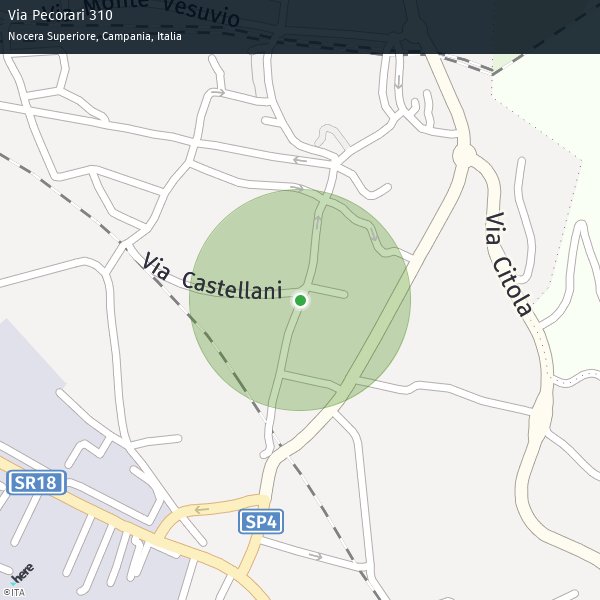 Via Pecorari 310
Nocera Superiore, Campania, Italia
Via Monte Vesuvio
Via Citola
Via Castellani
SR18
SP4
here
©ITA